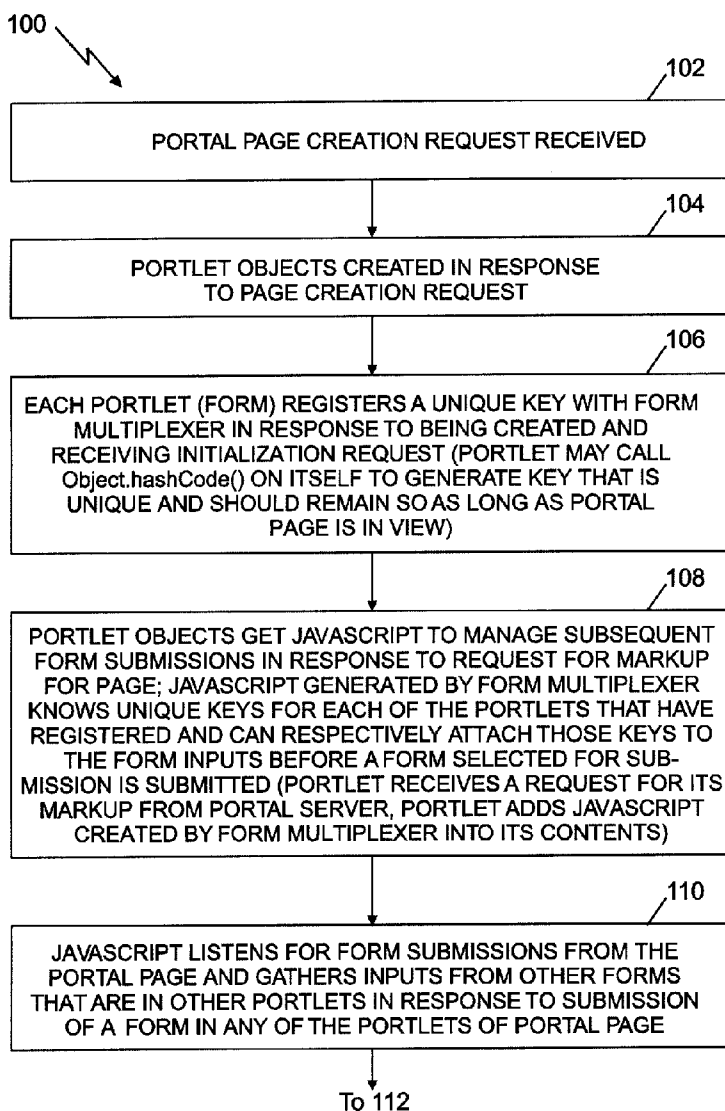 100
102
PORTAL PAGE CREATION REQUEST RECEIVED
104
PORTLET OBJECTS CREATED IN RESPONSE
TO PAGE CREATION REQUEST
106
EACH PORTLET (FORM) REGISTERS A UNIQUE KEY WITH FORM
MULTIPLEXER IN RESPONSE TO BEING CREATED AND
RECEIVING INITIALIZATION REQUEST (PORTLET MAY CALL
Object.hashCode() ON ITSELF TO GENERATE KEY THAT IS
UNIQUE AND SHOULD REMAIN SO AS LONG AS PORTAL
PAGE IS IN VIEW)
108
PORTLET OBJECTS GET JAVASCRIPT TO MANAGE SUBSEQUENT
FORM SUBMISSIONS IN RESPONSE TO REQUEST FOR MARKUP
FOR PAGE; JAVASCRIPT GENERATED BY FORM MULTIPLEXER
KNOWS UNIQUE KEYS FOR EACH OF THE PORTLETS THAT HAVE
REGISTERED AND CAN RESPECTIVELY ATTACH THOSE KEYS TO
THE FORM INPUTS BEFORE A FORM SELECTED FOR SUB-
MISSION IS SUBMITTED (PORTLET RECEIVES A REQUEST FOR ITS
MARKUP FROM PORTAL SERVER, PORTLET ADDS JAVASCRIPT
CREATED BY FORM MULTIPLEXER INTO ITS CONTENTS)
110
JAVASCRIPT LISTENS FOR FORM SUBMISSIONS FROM THE
PORTAL PAGE AND GATHERS INPUTS FROM OTHER FORMS
THAT ARE IN OTHER PORTLETS IN RESPONSE TO SUBMISSION
OF A FORM IN ANY OF THE PORTLETS OF PORTAL PAGE
To 112